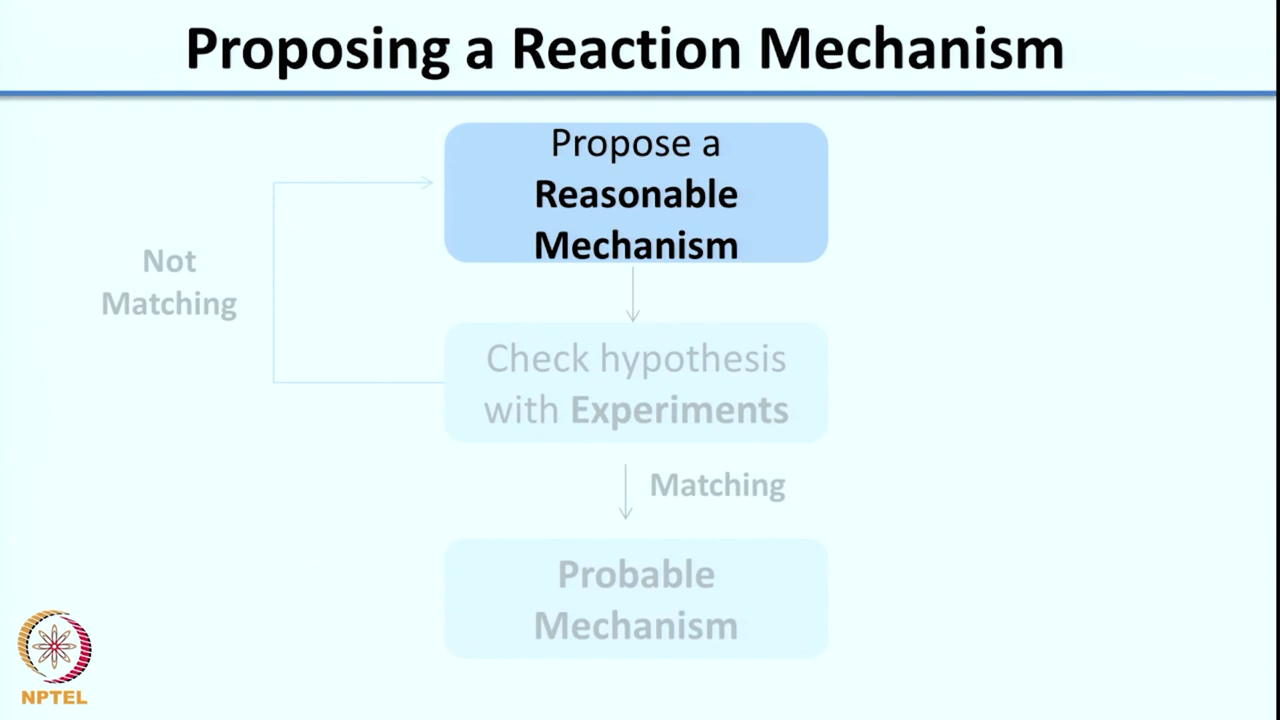 Proposing a Reaction Mechanism
Propose a
Reasonable
Mechanism
Not
Matching
Check hypothesis
with Experiments
Matching
Probable
Mechanism
NPTEL